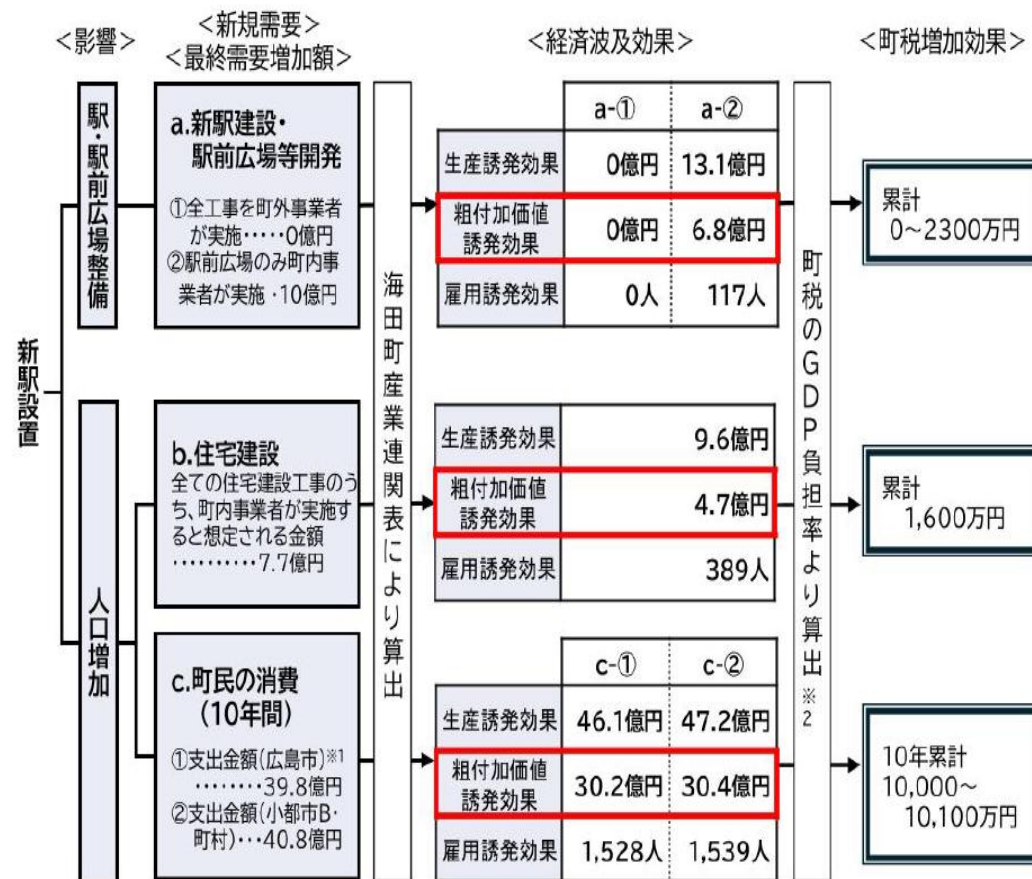 <影響>
<新規需要>
<最終需要増加額>
<経済波及効果>
<町税増加効果>
新駅設置
駅・駅前広場整備
a.新駅建設・
駅前広場等開発
①全工事を町外事業者
が実施·····0億円
②駅前広場のみ町内事
業者が実施·10億円
海田町産業連関表により算出
a-① a-②
生産誘発効果 0億円 13.1億円
粗付加価値
誘発効果 0億円 6.8億円
雇用誘発効果 0人 117人
町税のGDP負担率より算出※2
累計
0~2300万円
人口増加
b.住宅建設
全ての住宅建設工事のう
ち、町内事業者が実施す
ると想定される金額
··········7.7億円
生産誘発効果 9.6億円
粗付加価値
誘発効果 4.7億円
雇用誘発効果 389人
累計
1,600万円
c.町民の消費
(10年間)
①支出金額(広島市)※1
········39.8億円
②支出金額(小都市B・
町村)···40.8億円
c-① c-②
生産誘発効果 46.1億円 47.2億円
粗付加価値
誘発効果 30.2億円 30.4億円
雇用誘発効果 1,528人 1,539人
10年累計
10,000~
10,100万円